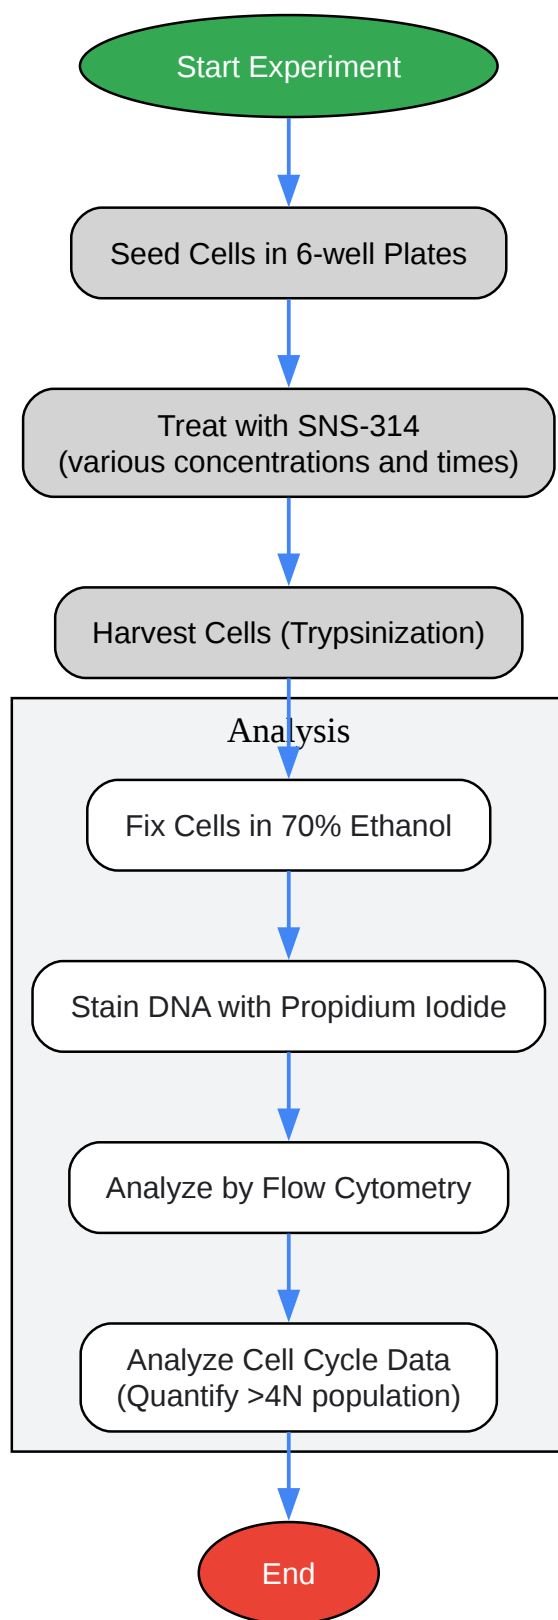 Start Experiment
Seed Cells in 6-well Plates
Treat with SNS-314
(various concentrations and times)
Harvest Cells (Trypsinization)
Analysis
Fix Cells in 70% Ethanol
Stain DNA with Propidium Iodide
Analyze by Flow Cytometry
Analyze Cell Cycle Data
(Quantify >4N population)
End